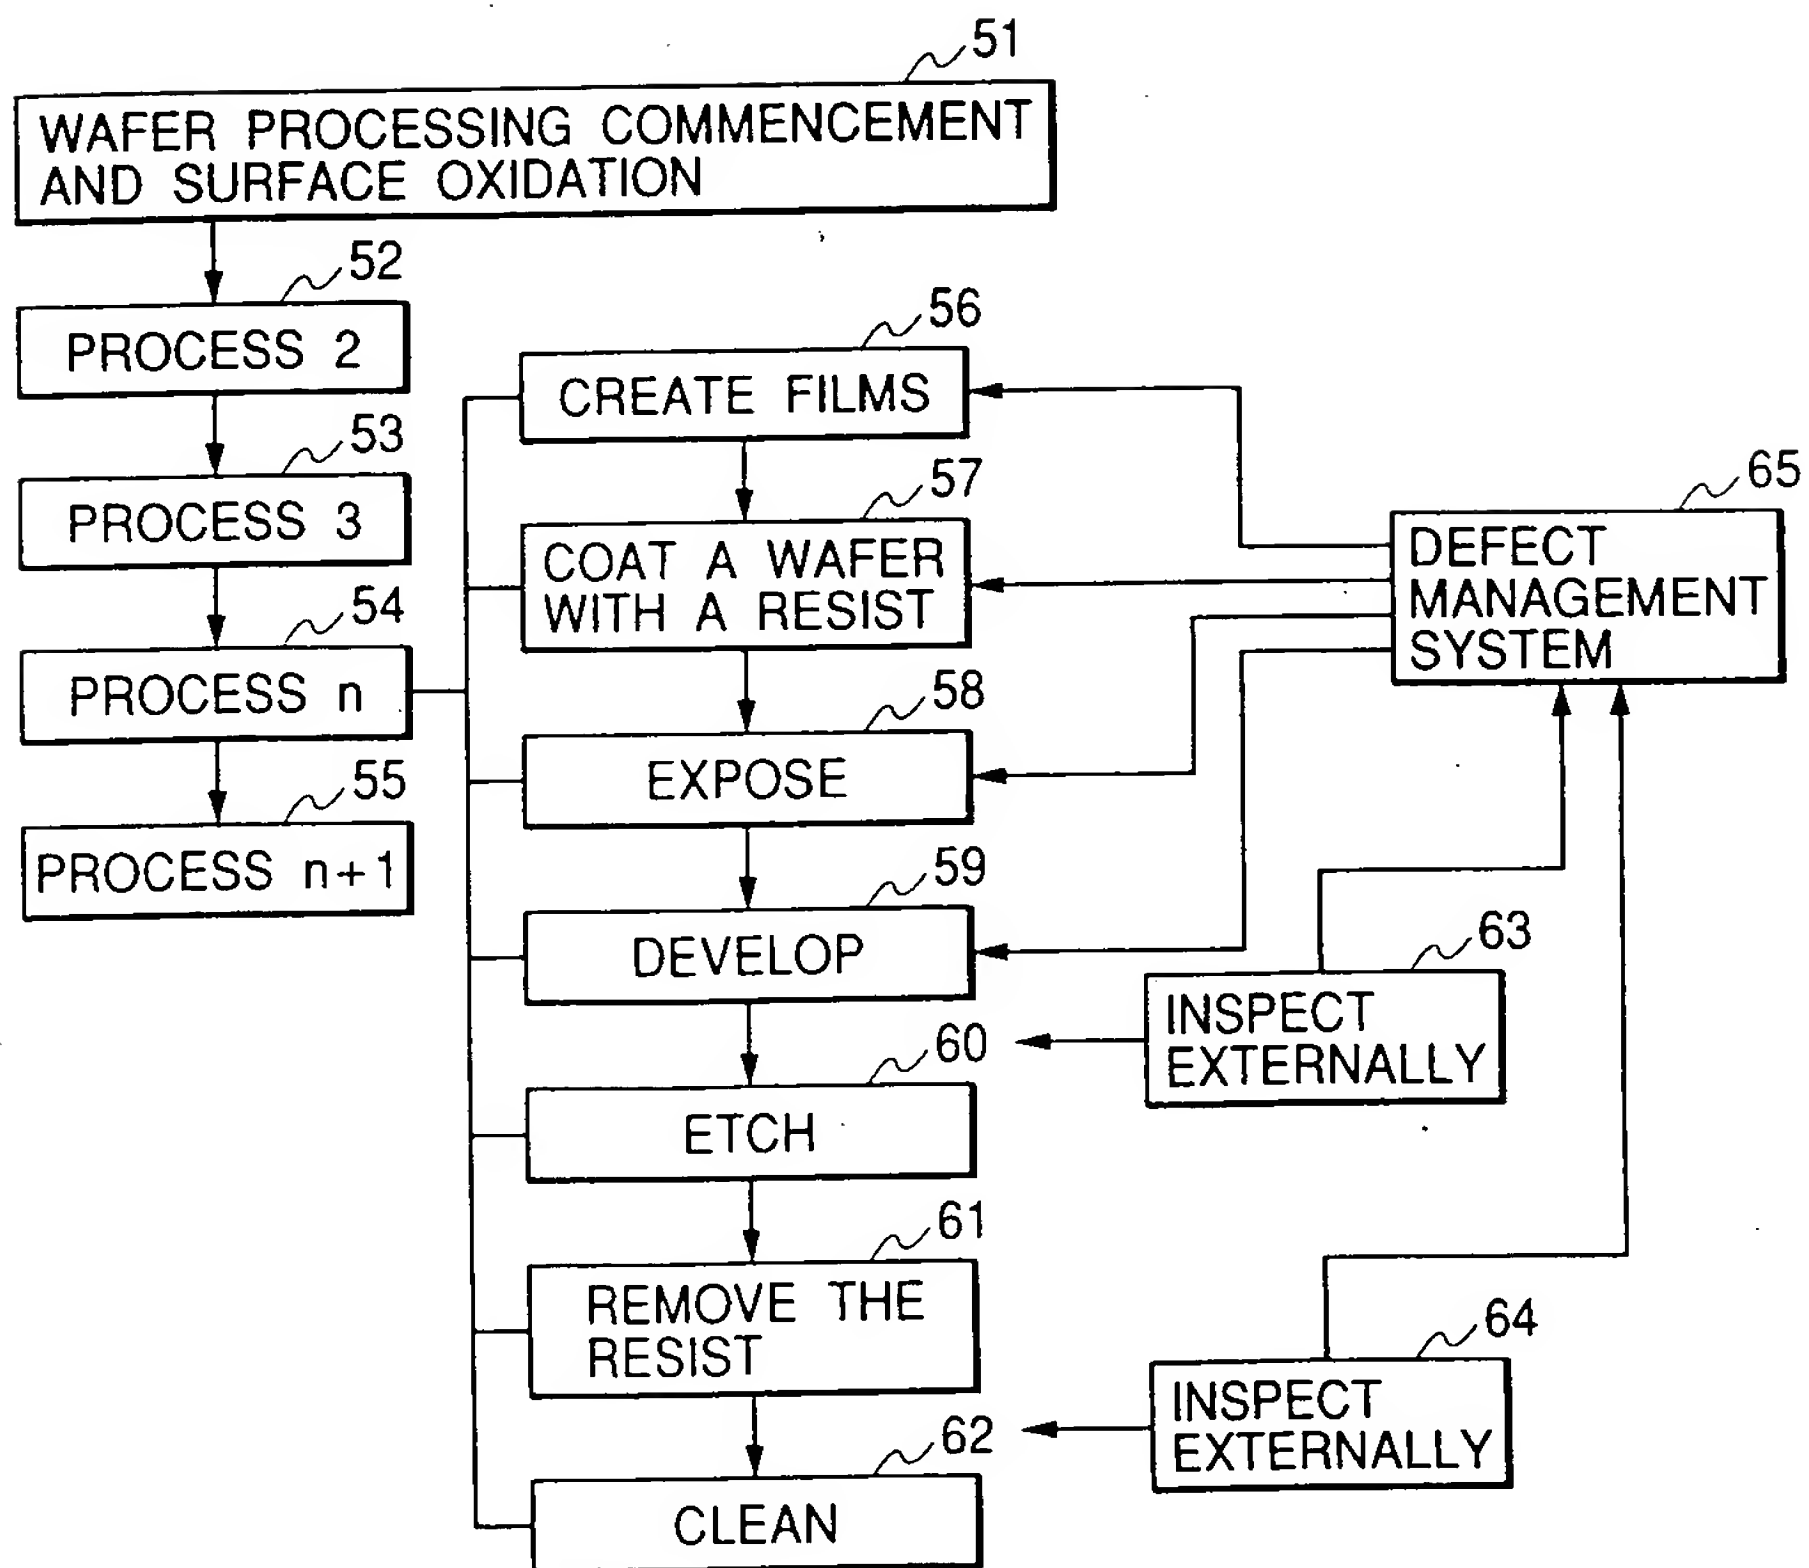 51
WAFER PROCESSING COMMENCEMENT
AND SURFACE OXIDATION
52
PROCESS 2
53
PROCESS 3
54
PROCESS n
55
PROCESS n+1
56
CREATE FILMS
57
COAT A WAFER
WITH A RESIST
58
EXPOSE
59
DEVELOP
60
ETCH
61
REMOVE THE
RESIST
62
CLEAN
65
DEFECT
MANAGEMENT
SYSTEM
63
INSPECT
EXTERNALLY
64
INSPECT
EXTERNALLY